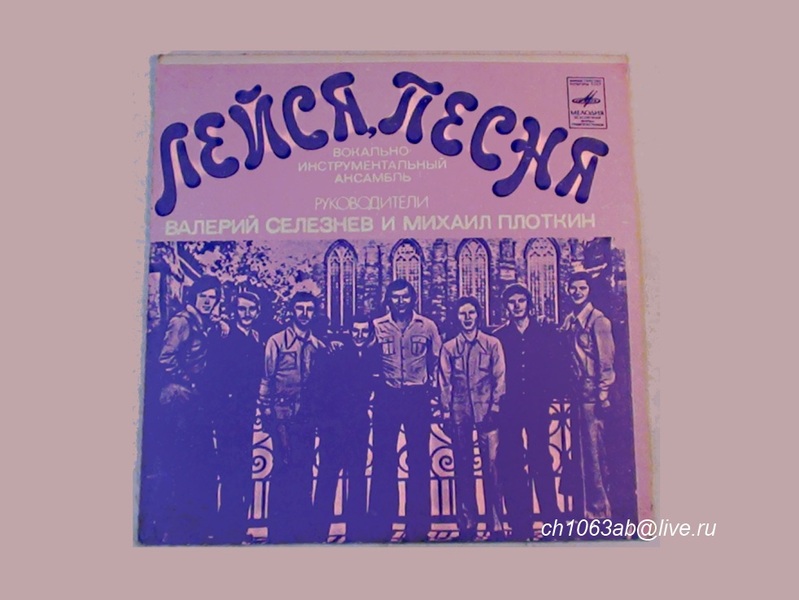 ЛЕЙСЯ, ПЕСНЯ
ВОКАЛЬНО-
ИНСТРУМЕНТАЛЬНЫЙ
АНСАМБЛЬ
РУКОВОДИТЕЛИ
ВАЛЕРИЙ СЕЛЕЗНЕВ И МИХАИЛ ПЛОТКИН
МЕЛОДИЯ
ch1063ab@live.ru